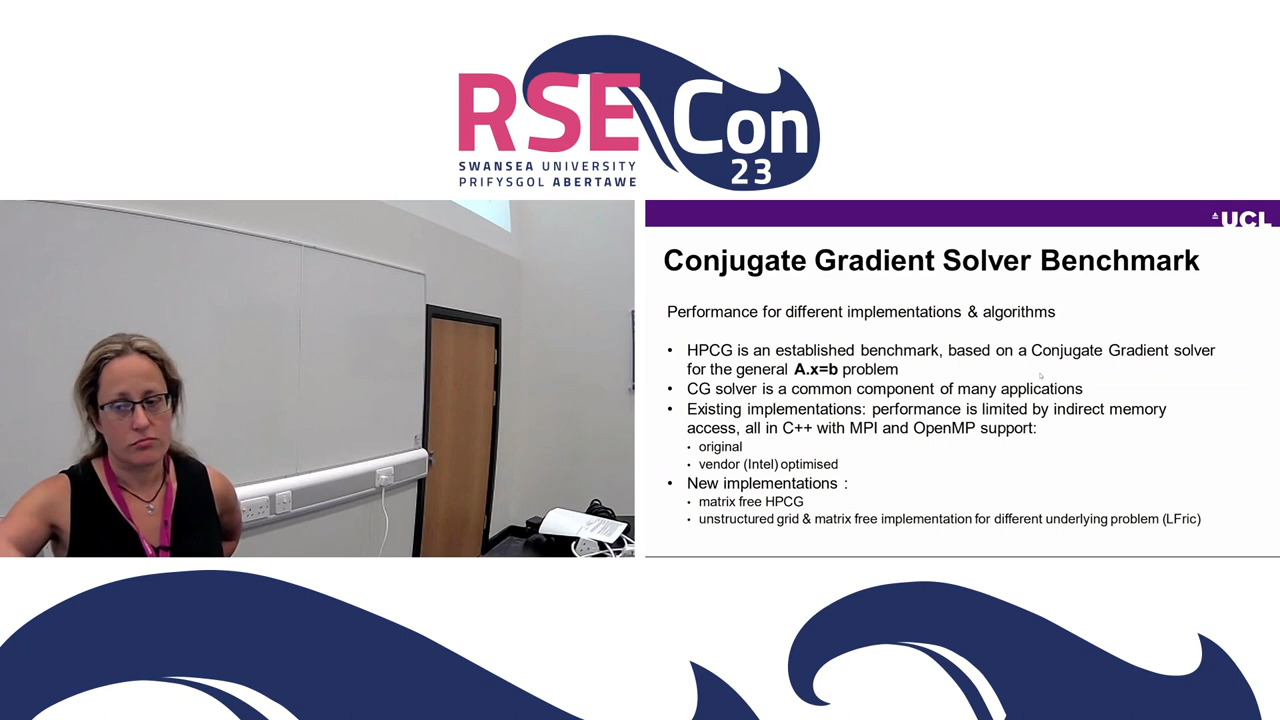 RSE Con
23
SWANSEA UNIVERSITY
PRIFYSGOL ABERTAWE
UCL
Conjugate Gradient Solver Benchmark
Performance for different implementations & algorithms
• HPCG is an established benchmark, based on a Conjugate Gradient solver
for the general A.x=b problem
• CG solver is a common component of many applications
• Existing implementations: performance is limited by indirect memory
access, all in C++ with MPI and OpenMP support:
• original
• vendor (Intel) optimised
• New implementations :
• matrix free HPCG
• unstructured grid & matrix free implementation for different underlying problem (LFric)